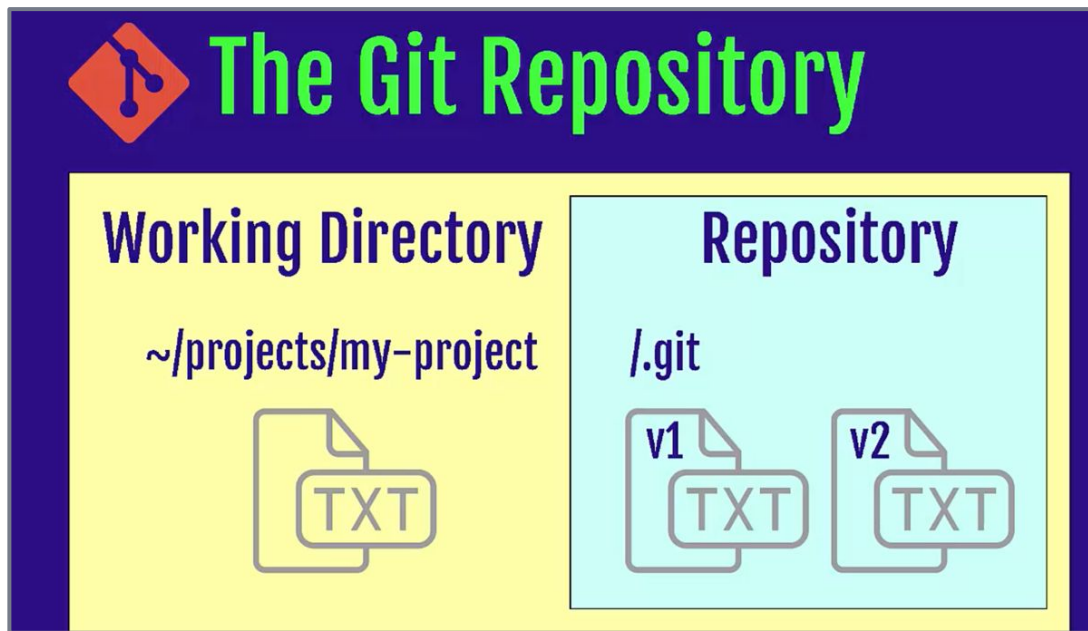 The Git Repository
Working Directory
~/projects/my-project
TXT
Repository
/.git
v1
TXT
v2
TXT